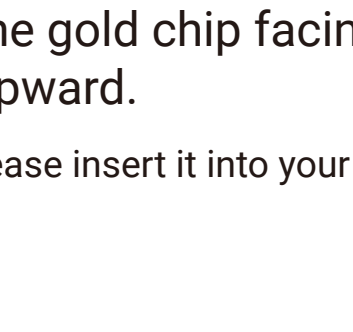 he gold chip facin
pward.
ease insert it into your